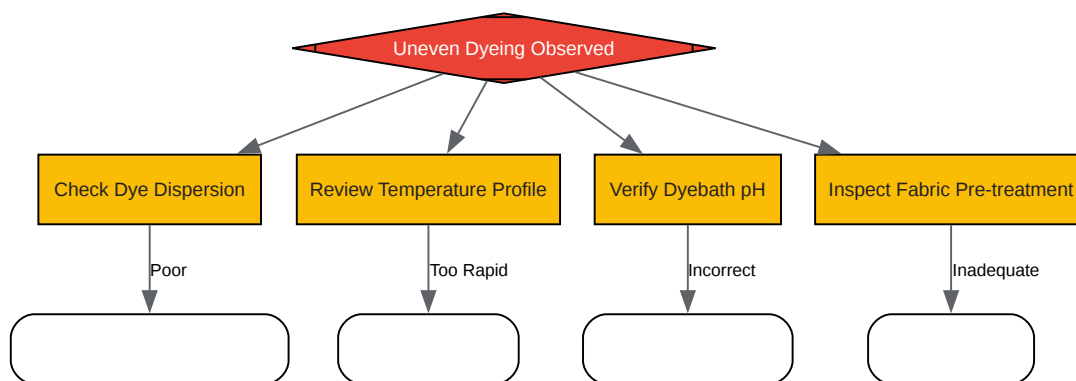 Uneven Dyeing Observed
Check Dye Dispersion
Review Temperature Profile
Verify Dyebath pH
Inspect Fabric Pre-treatment
Poor
Too Rapid
Incorrect
Inadequate